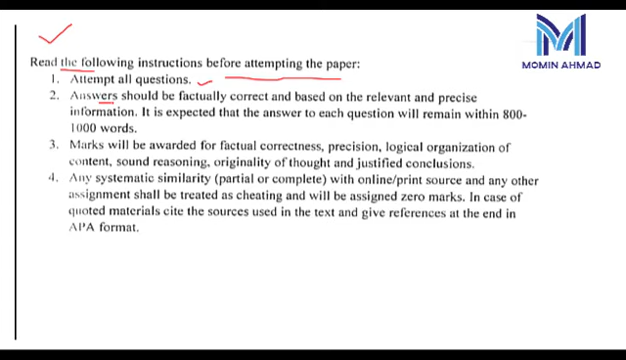 MOMIN AHMAD
Read the following instructions before attempting the paper:
1. Attempt all questions.
2. Answers should be factually correct and based on the relevant and precise
information. It is expected that the answer to each question will remain within 800-
1000 words.
3. Marks will be awarded for factual correctness, precision, logical organization of
content, sound reasoning, originality of thought and justified conclusions.
4. Any systematic similarity (partial or complete) with online/print source and any other
assignment shall be treated as cheating and will be assigned zero marks. In case of
quoted materials cite the sources used in the text and give references at the end in
APA format.